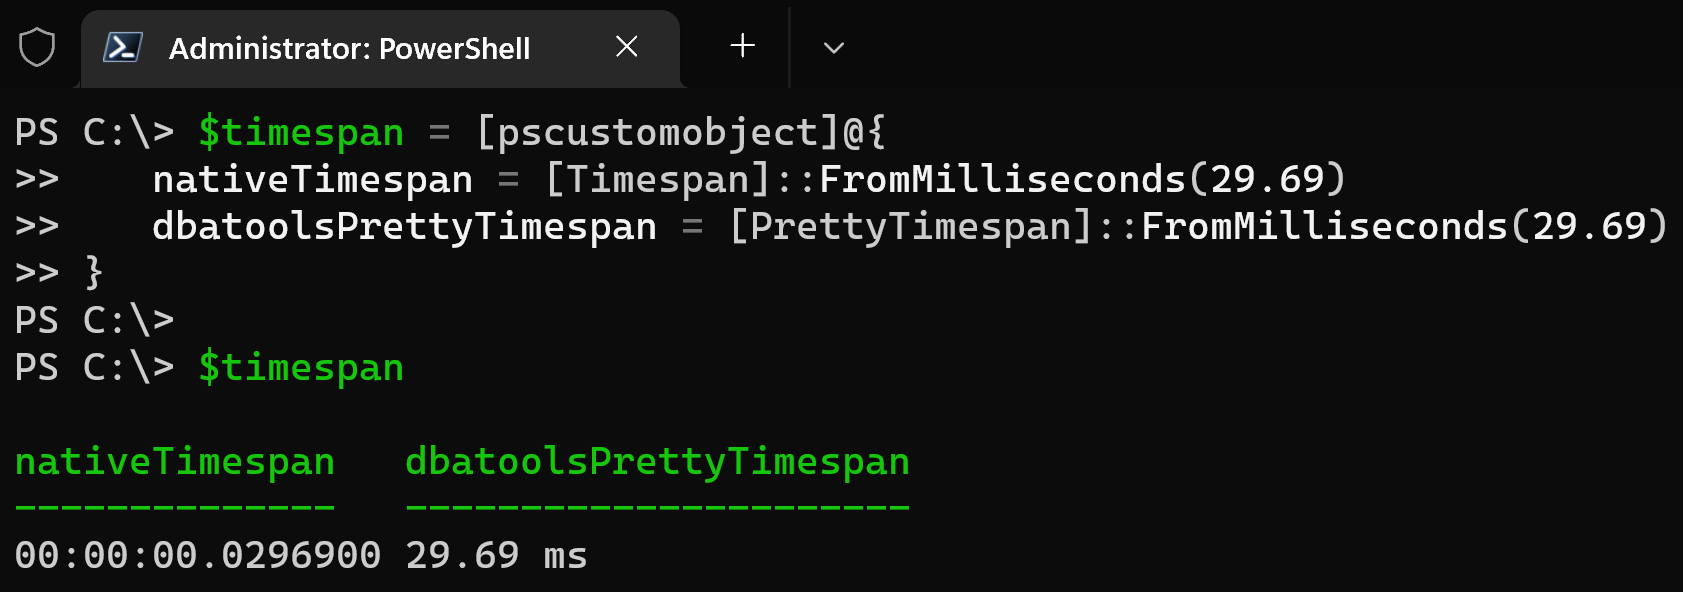 Administrator: PowerShell
PS C:\> $timespan = [pscustomobject]@{
>>    nativeTimespan = [Timespan]::FromMilliseconds(29.69)
>>    dbatoolsPrettyTimespan = [PrettyTimespan]::FromMilliseconds(29.69)
>> }
PS C:\>
PS C:\> $timespan
nativeTimespan   dbatoolsPrettyTimespan
--------------   ----------------------
00:00:00.0296900 29.69 ms